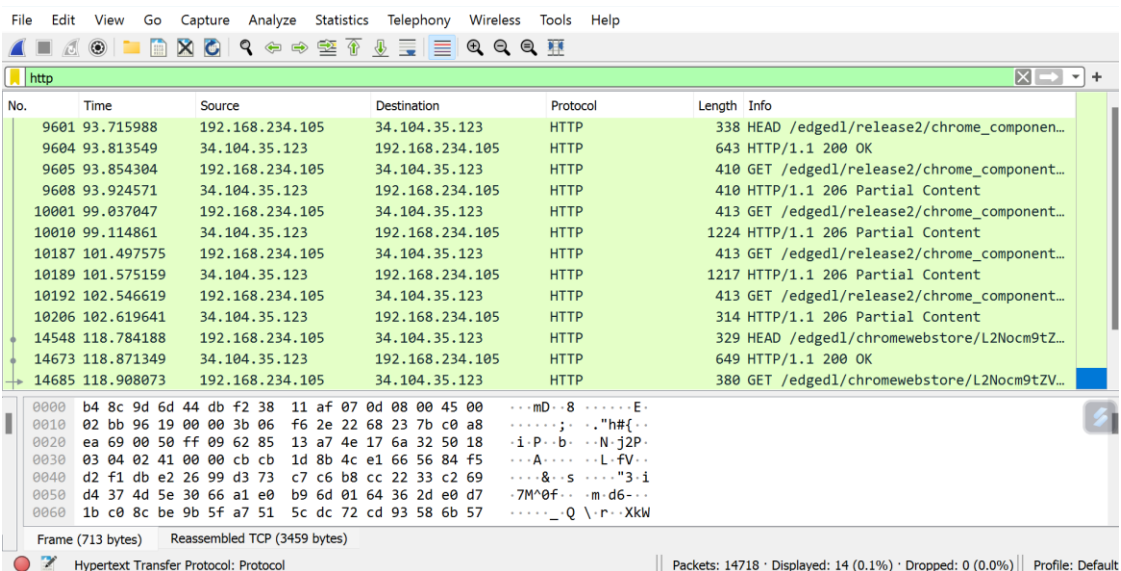 File Edit View Go Capture Analyze Statistics Telephony Wireless Tools Help
http
No. Time Source Destination Protocol Length Info
9601 93.715988 192.168.234.105 34.104.35.123 HTTP 338 HEAD /edgedl/release2/chrome_componen…
9604 93.813549 34.104.35.123 192.168.234.105 HTTP 643 HTTP/1.1 200 OK
9605 93.854304 192.168.234.105 34.104.35.123 HTTP 410 GET /edgedl/release2/chrome_component…
9608 93.924571 34.104.35.123 192.168.234.105 HTTP 410 HTTP/1.1 206 Partial Content
10001 99.037047 192.168.234.105 34.104.35.123 HTTP 413 GET /edgedl/release2/chrome_component…
10010 99.114861 34.104.35.123 192.168.234.105 HTTP 1224 HTTP/1.1 206 Partial Content
10187 101.497575 192.168.234.105 34.104.35.123 HTTP 413 GET /edgedl/release2/chrome_component…
10189 101.575159 34.104.35.123 192.168.234.105 HTTP 1217 HTTP/1.1 206 Partial Content
10192 102.546619 192.168.234.105 34.104.35.123 HTTP 413 GET /edgedl/release2/chrome_component…
10206 102.619641 34.104.35.123 192.168.234.105 HTTP 314 HTTP/1.1 206 Partial Content
14548 118.784188 192.168.234.105 34.104.35.123 HTTP 329 HEAD /edgedl/chromewebstore/L2Nocm9tZ…
14673 118.871349 34.104.35.123 192.168.234.105 HTTP 649 HTTP/1.1 200 OK
14685 118.908073 192.168.234.105 34.104.35.123 HTTP 380 GET /edgedl/chromewebstore/L2Nocm9tZV…
0000 b4 8c 9d 6d 44 db f2 38 11 af 07 0d 08 00 45 00 ···mD··8 ······E·
0010 02 bb 96 19 00 00 3b 06 f6 2e 22 68 23 7b c0 a8 ······;· ·."h#{··
0020 ea 69 00 50 ff 09 62 85 13 a7 4e 17 6a 32 50 18 ·i·P··b· ··N·j2P·
0030 03 04 02 41 00 00 cb cb 1d 8b 4c e1 66 56 84 f5 ···A···· ··L·fV··
0040 d2 f1 db e2 26 99 d3 73 c7 c6 b8 cc 22 33 c2 69 ····&··s ····"3·i
0050 d4 37 4d 5e 30 66 a1 e0 b9 6d 01 64 36 2d e0 d7 ·7M^0f·· ·m·d6-··
0060 1b c0 8c be 9b 5f a7 51 5c dc 72 cd 93 58 6b 57 ·····_·Q \·r··XkW
Frame (713 bytes) Reassembled TCP (3459 bytes)
Hypertext Transfer Protocol: Protocol Packets: 14718 · Displayed: 14 (0.1%) · Dropped: 0 (0.0%) Profile: Default